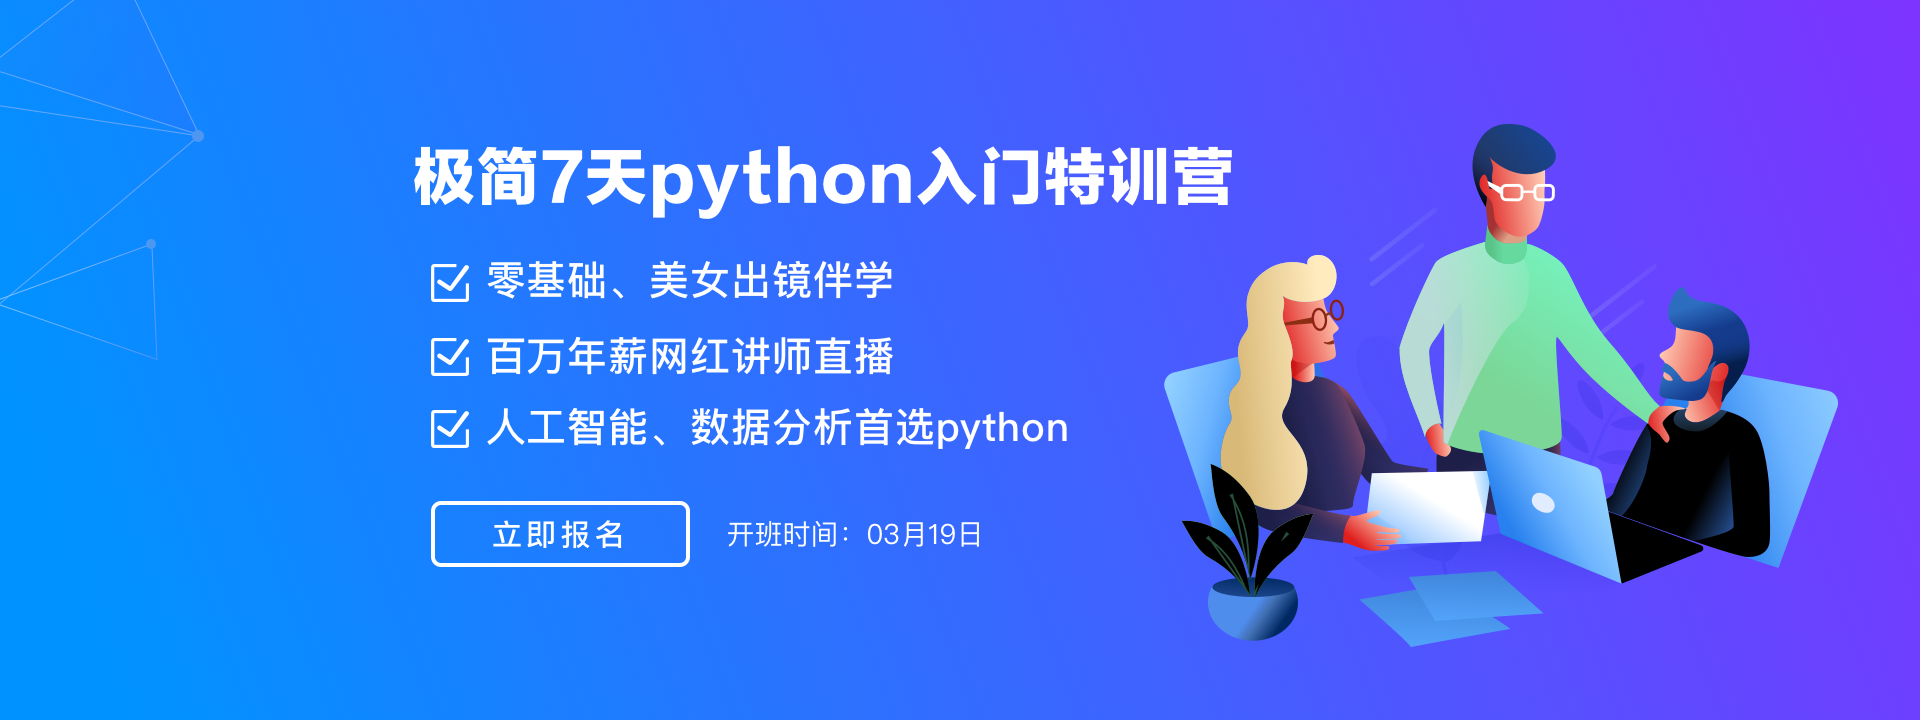 极简7天python入门特训营
零基础、美女出镜伴学
百万年薪网红讲师直播
人工智能、数据分析首选python
立即报名
开班时间：03月19日